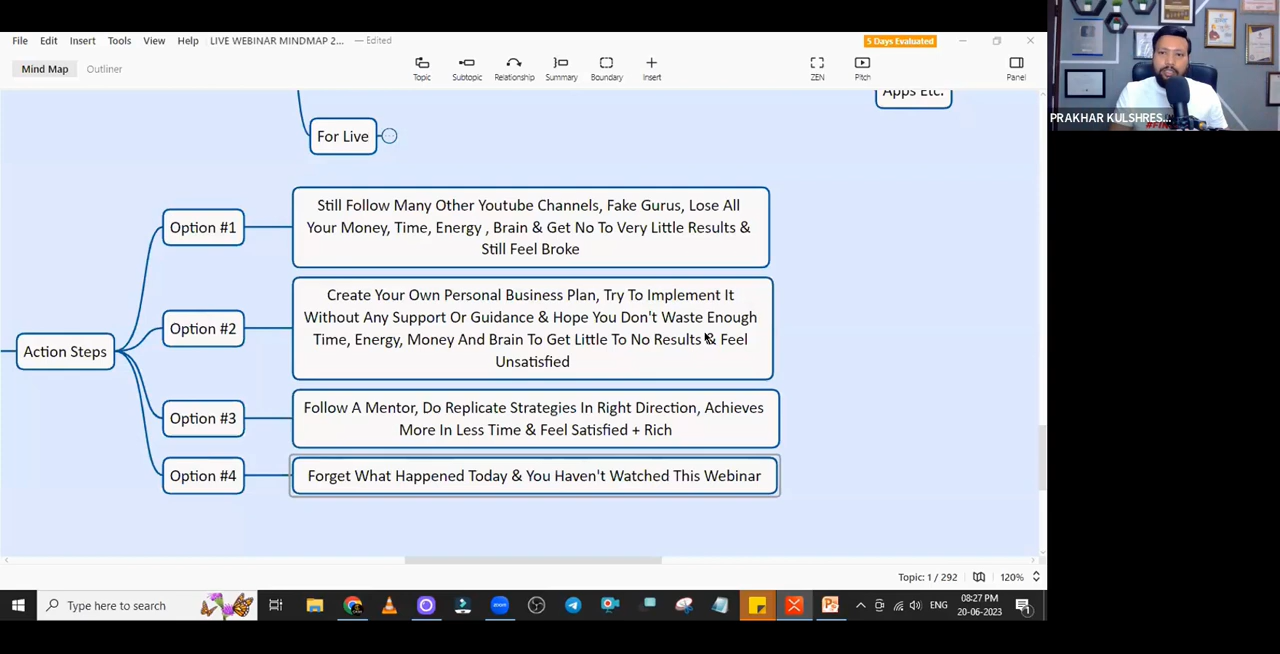 File Edit Insert Tools View Help LIVE WEBINAR MINDMAP 2... — Edited
5 Days Evaluated
Mind Map Outliner
Topic Subtopic Relationship Summary Boundary Insert ZEN Pitch Panel
Apps Etc.
For Live
PRAKHAR KULSHRES...
Action Steps
Option #1
Still Follow Many Other Youtube Channels, Fake Gurus, Lose All
Your Money, Time, Energy , Brain & Get No To Very Little Results &
Still Feel Broke
Option #2
Create Your Own Personal Business Plan, Try To Implement It
Without Any Support Or Guidance & Hope You Don't Waste Enough
Time, Energy, Money And Brain To Get Little To No Results & Feel
Unsatisfied
Option #3
Follow A Mentor, Do Replicate Strategies In Right Direction, Achieves
More In Less Time & Feel Satisfied + Rich
Option #4
Forget What Happened Today & You Haven't Watched This Webinar
Topic: 1 / 292 120%
Type here to search
zoom
ENG
08:27 PM
20-06-2023
1